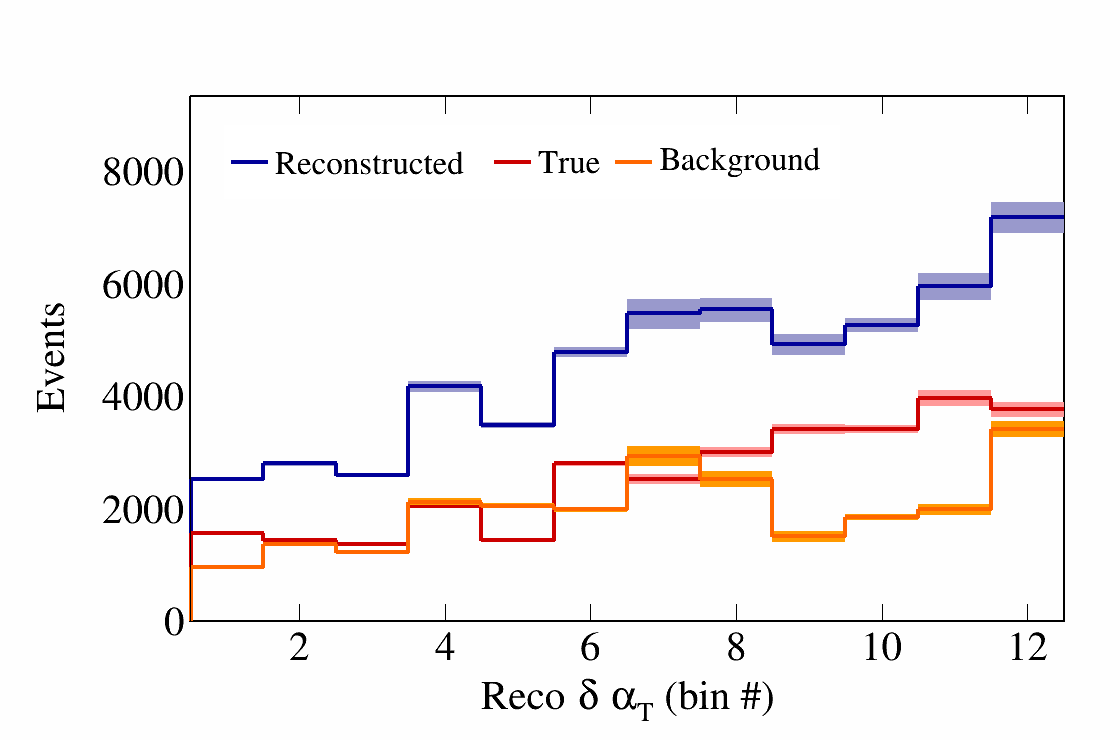 Reconstructed True Background
8000
6000
4000
2000
0
Events
2 4 6 8 10 12
Reco δ α_T (bin #)